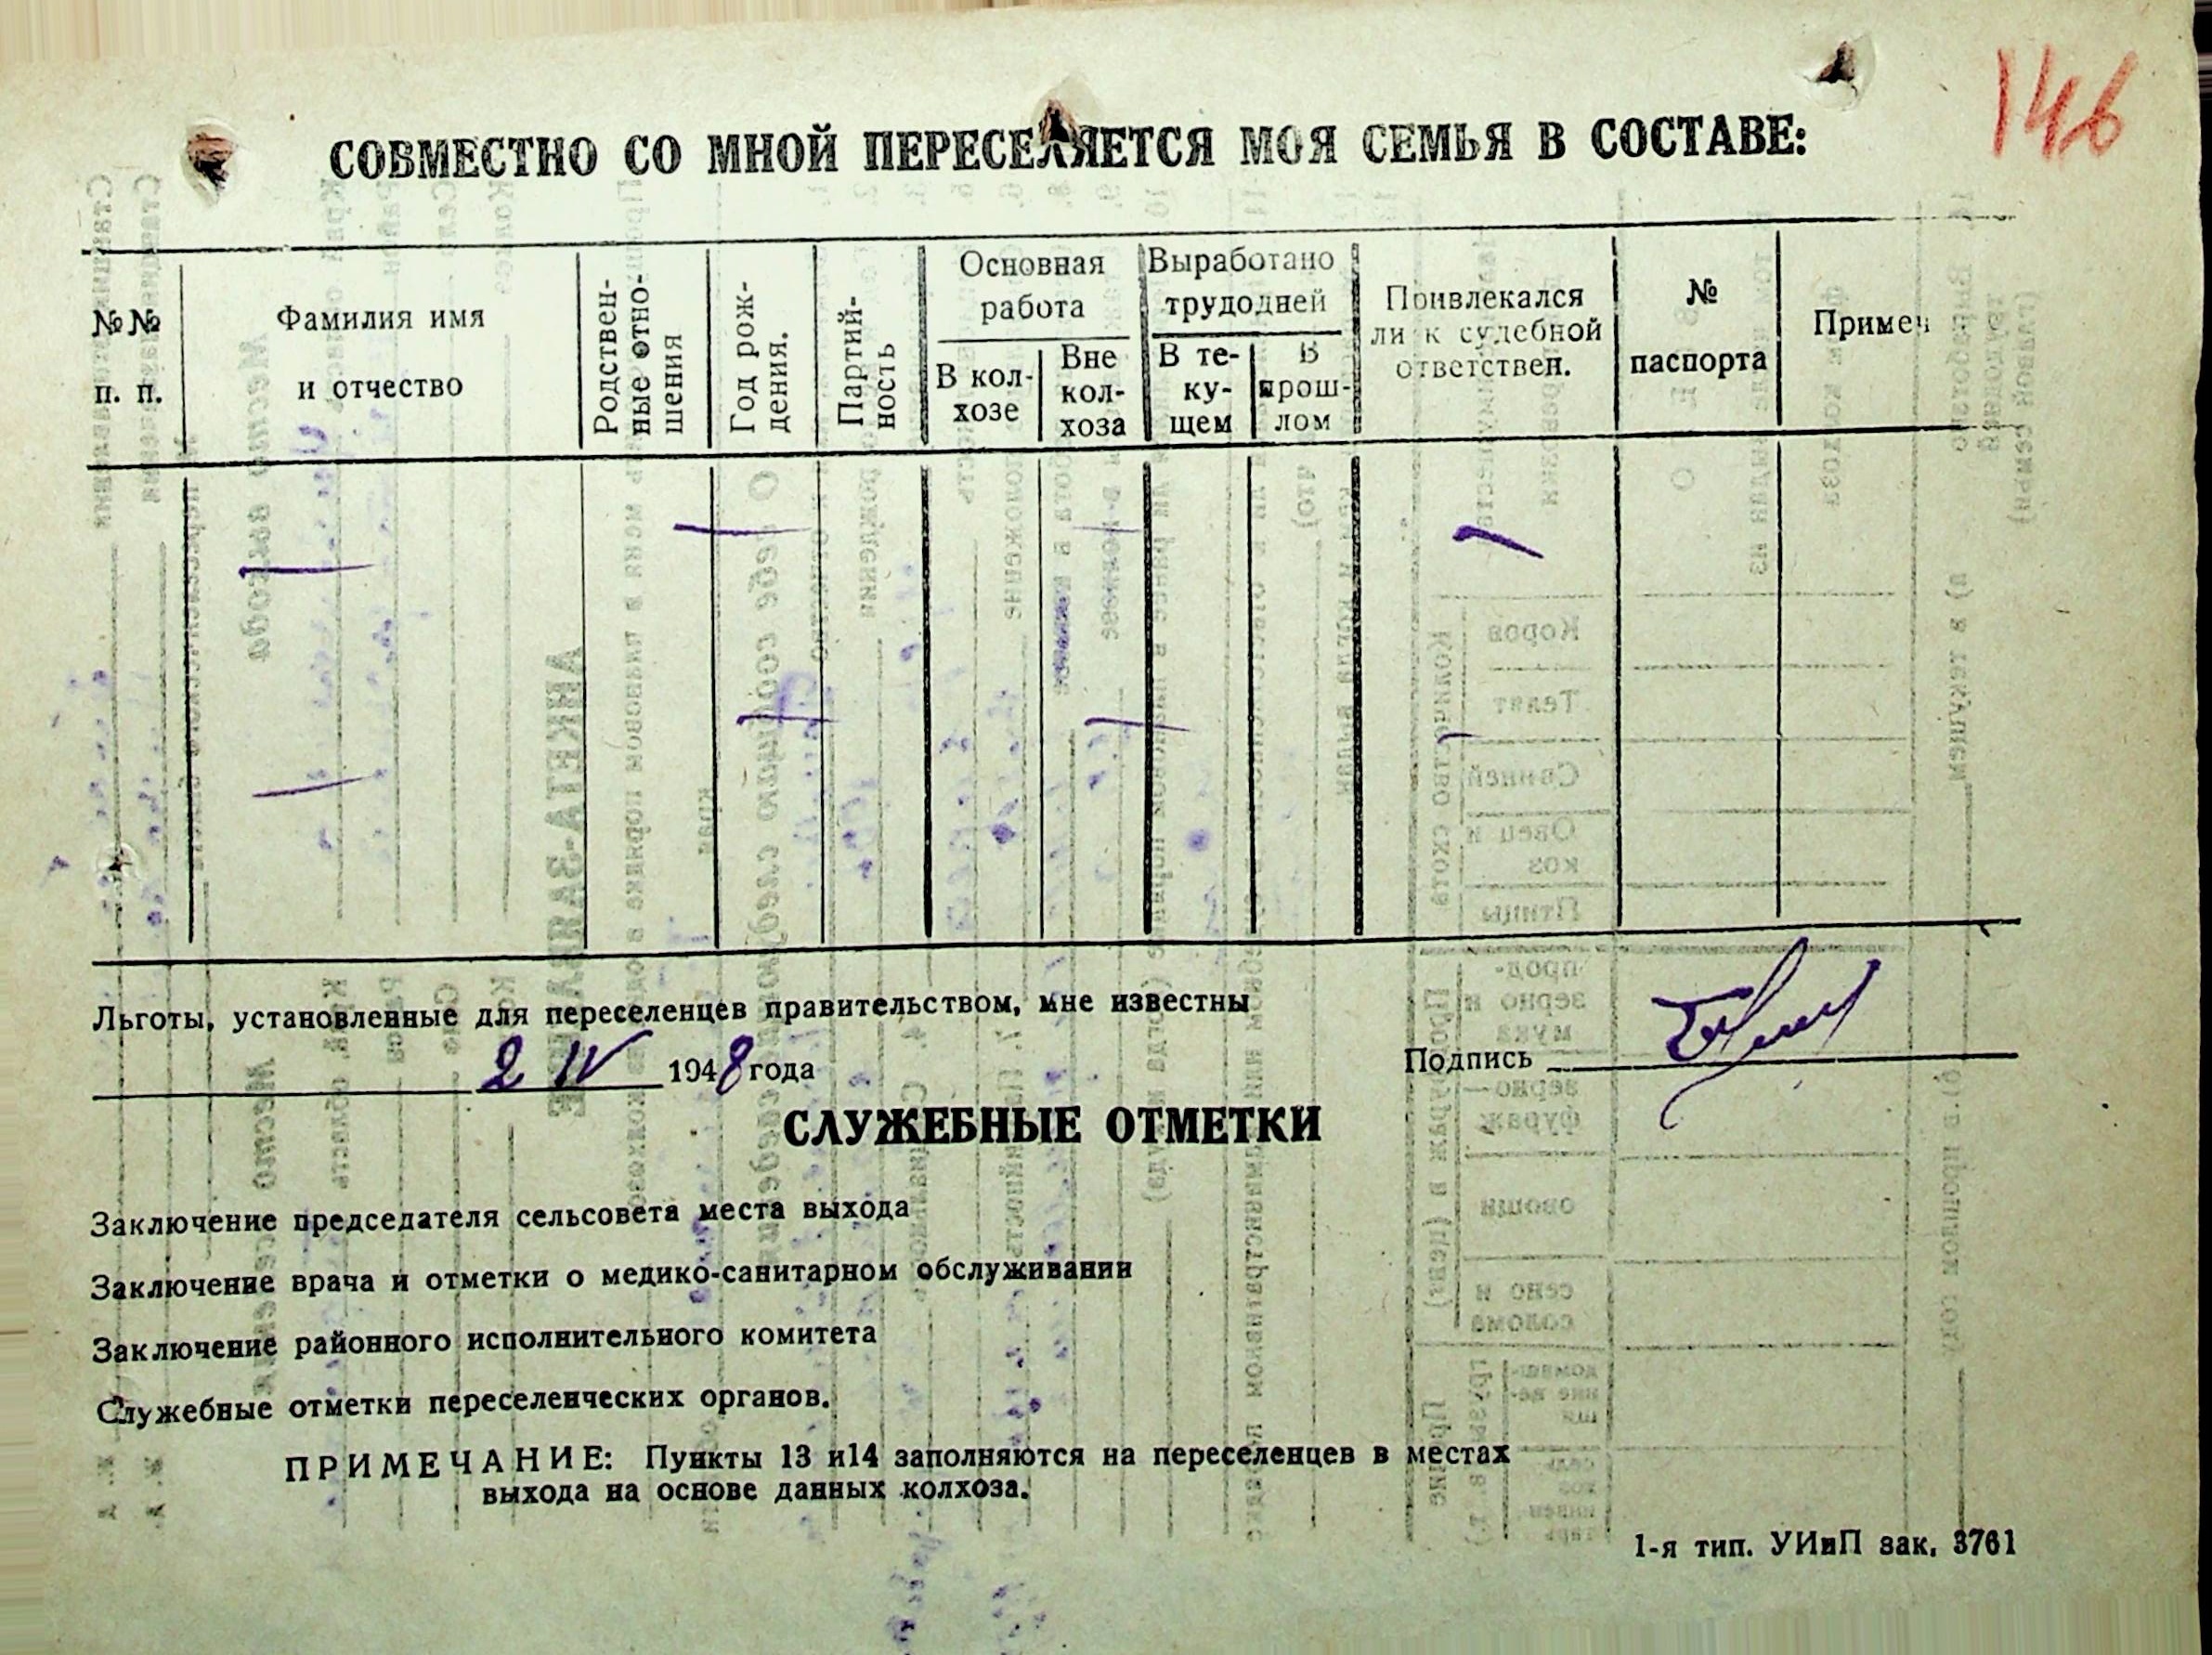 146
СОВМЕСТНО СО МНОЙ ПЕРЕСЕЛЯЕТСЯ МОЯ СЕМЬЯ В СОСТАВЕ:
№№ п. п.
Фамилия имя и отчество
Родствен-
ные отно-
шения
Год рож-
дения.
Партий-
ность
Основная работа
В кол-
хозе
Вне
кол-
хоза
Выработано трудодней
В те-
ку-
щем
В
прош-
лом
Привлекался
ли к судебной
ответствен.
№
паспорта
Примеч
Льготы, установленные для переселенцев правительством, мне известны
2 IV 1948 года
Подпись
СЛУЖЕБНЫЕ ОТМЕТКИ
Заключение председателя сельсовета места выхода
Заключение врача и отметки о медико-санитарном обслуживании
Заключение районного исполнительного комитета
Служебные отметки переселенческих органов.
ПРИМЕЧАНИЕ: Пункты 13 и14 заполняются на переселенцев в местах
выхода на основе данных колхоза.
1-я тип. УИиП зак. 3761